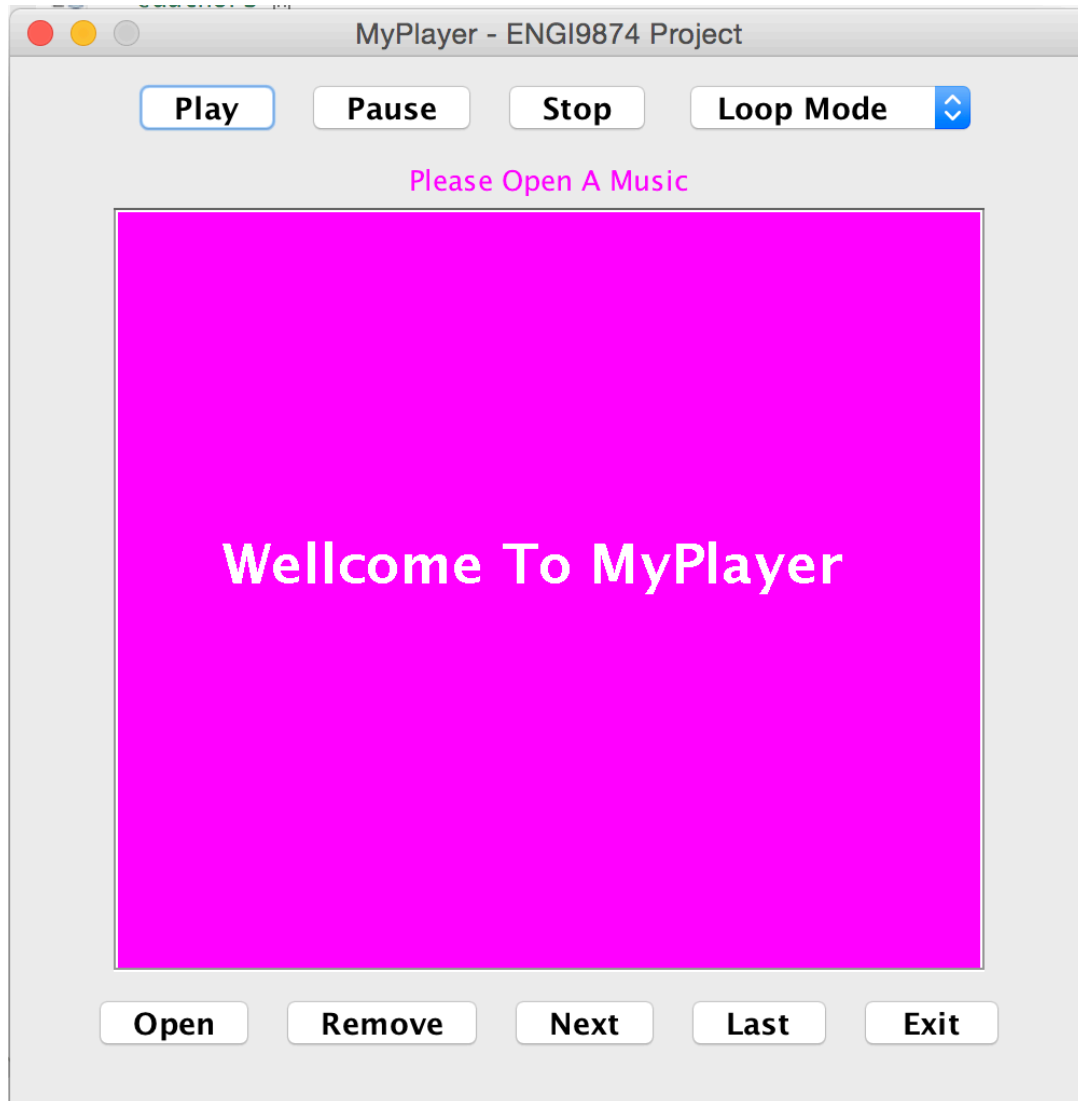 MyPlayer - ENGI9874 Project
Play Pause Stop Loop Mode
Please Open A Music
Wellcome To MyPlayer
Open Remove Next Last Exit